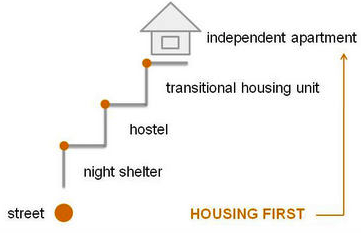 independent apartment
transitional housing unit
hostel
night shelter
street
HOUSING FIRST